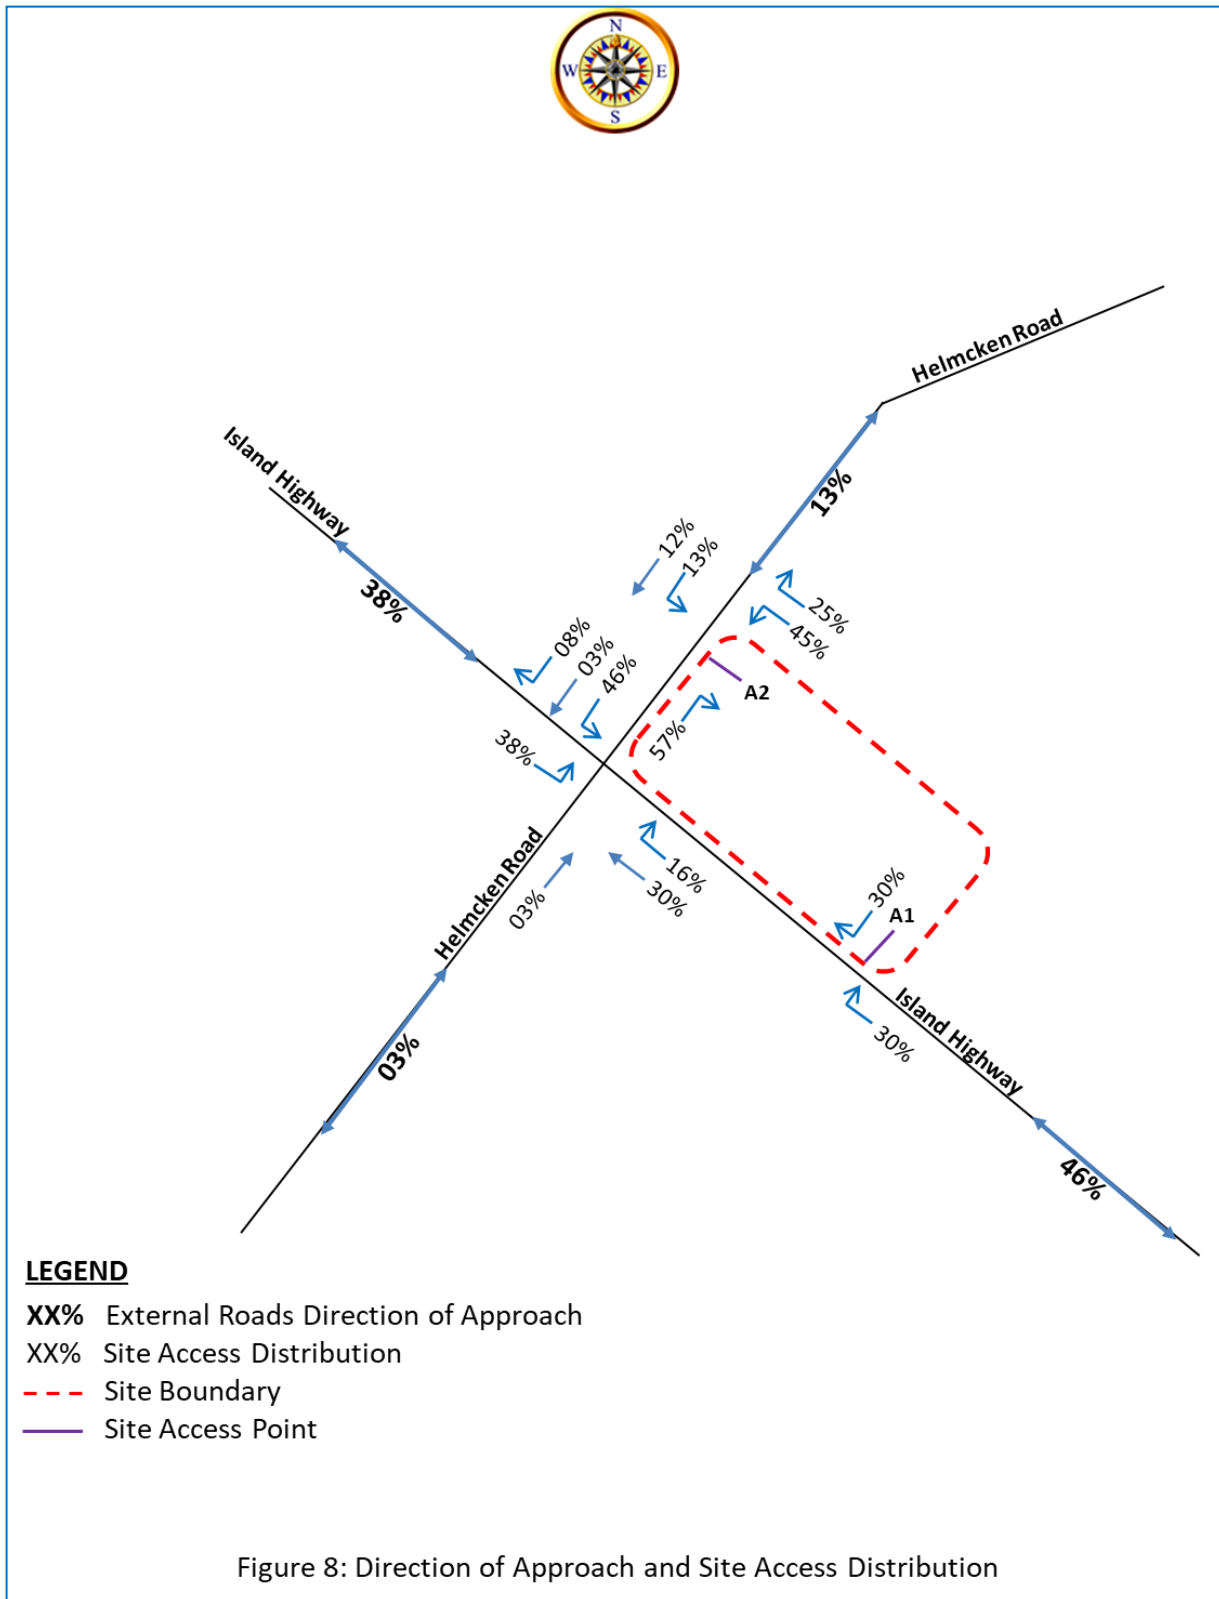 N
W E
S
Helmcken Road
Island Highway
13%
12%
13%
38%
25%
45%
08%
03%
46%
A2
57%
38%
16%
30%
03%
Helmcken Road
30%
A1
Island Highway
30%
03%
46%
LEGEND
XX% External Roads Direction of Approach
XX% Site Access Distribution
Site Boundary
Site Access Point
Figure 8: Direction of Approach and Site Access Distribution